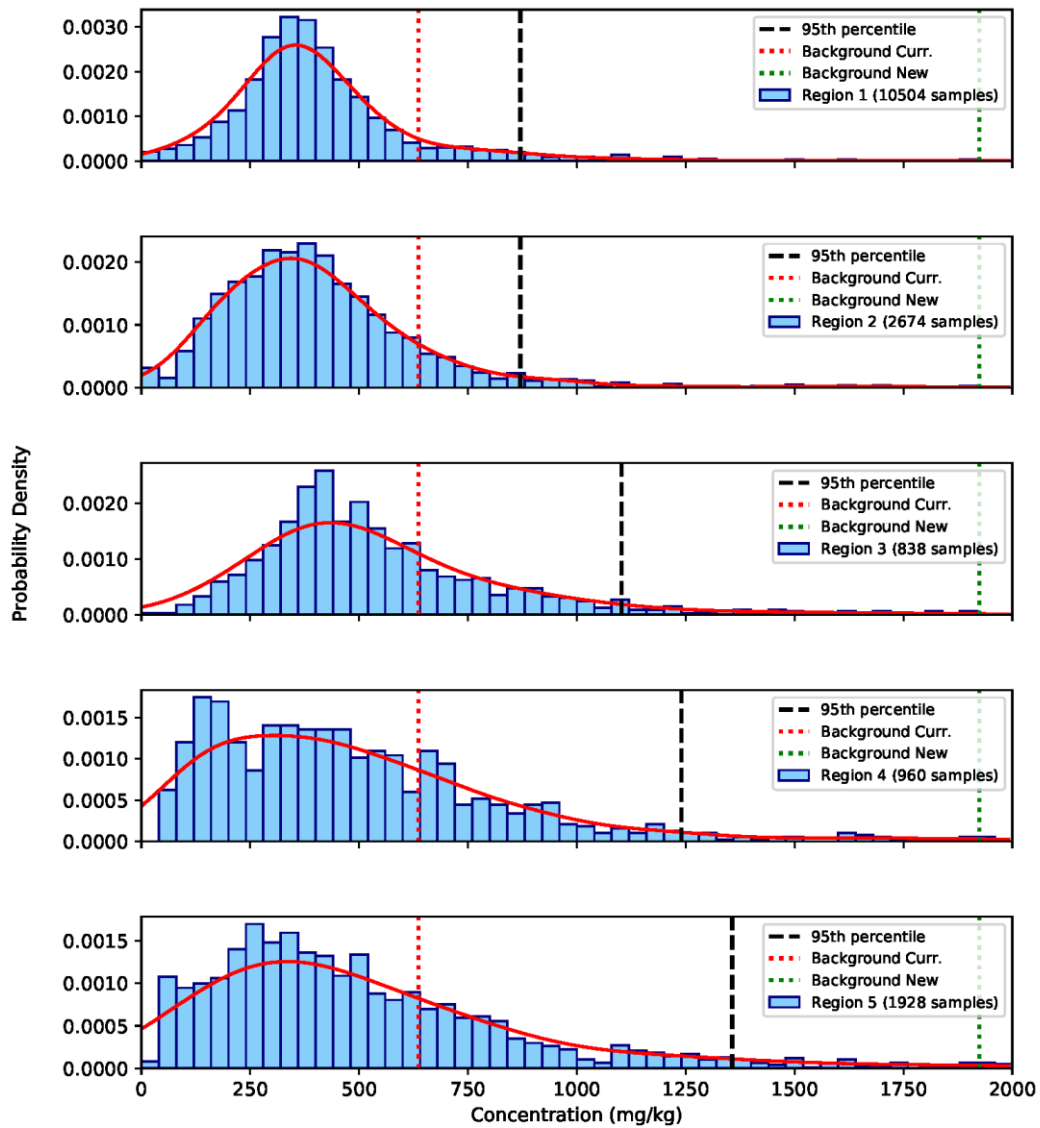 0.0030
0.0020
0.0010
0.0000
95th percentile
Background Curr.
Background New
Region 1 (10504 samples)
0.0020
0.0010
0.0000
95th percentile
Background Curr.
Background New
Region 2 (2674 samples)
Probability Density
0.0020
0.0010
0.0000
95th percentile
Background Curr.
Background New
Region 3 (838 samples)
0.0015
0.0010
0.0005
0.0000
95th percentile
Background Curr.
Background New
Region 4 (960 samples)
0.0015
0.0010
0.0005
0.0000
95th percentile
Background Curr.
Background New
Region 5 (1928 samples)
0 250 500 750 1000 1250 1500 1750 2000
Concentration (mg/kg)